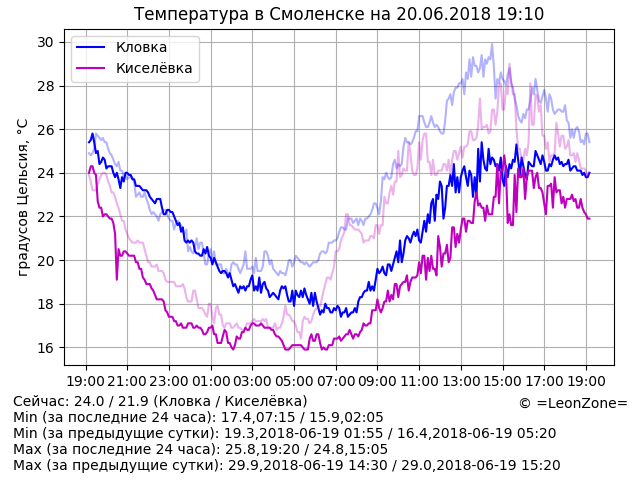 Температура в Смоленске на 20.06.2018 19:10
Кловка
Киселёвка
градусов Цельсия, °C
30
28
26
24
22
20
18
16
19:00 21:00 23:00 01:00 03:00 05:00 07:00 09:00 11:00 13:00 15:00 17:00 19:00
Сейчас: 24.0 / 21.9 (Кловка / Киселёвка)
© =LeonZone=
Min (за последние 24 часа): 17.4,07:15 / 15.9,02:05
Min (за предыдущие сутки): 19.3,2018-06-19 01:55 / 16.4,2018-06-19 05:20
Max (за последние 24 часа): 25.8,19:20 / 24.8,15:05
Max (за предыдущие сутки): 29.9,2018-06-19 14:30 / 29.0,2018-06-19 15:20